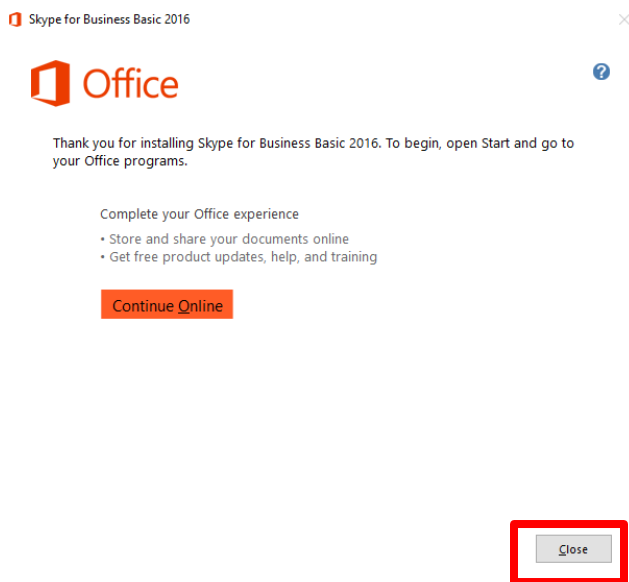 Skype for Business Basic 2016
Office
?
Thank you for installing Skype for Business Basic 2016. To begin, open Start and go to
your Office programs.
Complete your Office experience
• Store and share your documents online
• Get free product updates, help, and training
Continue Online
Close